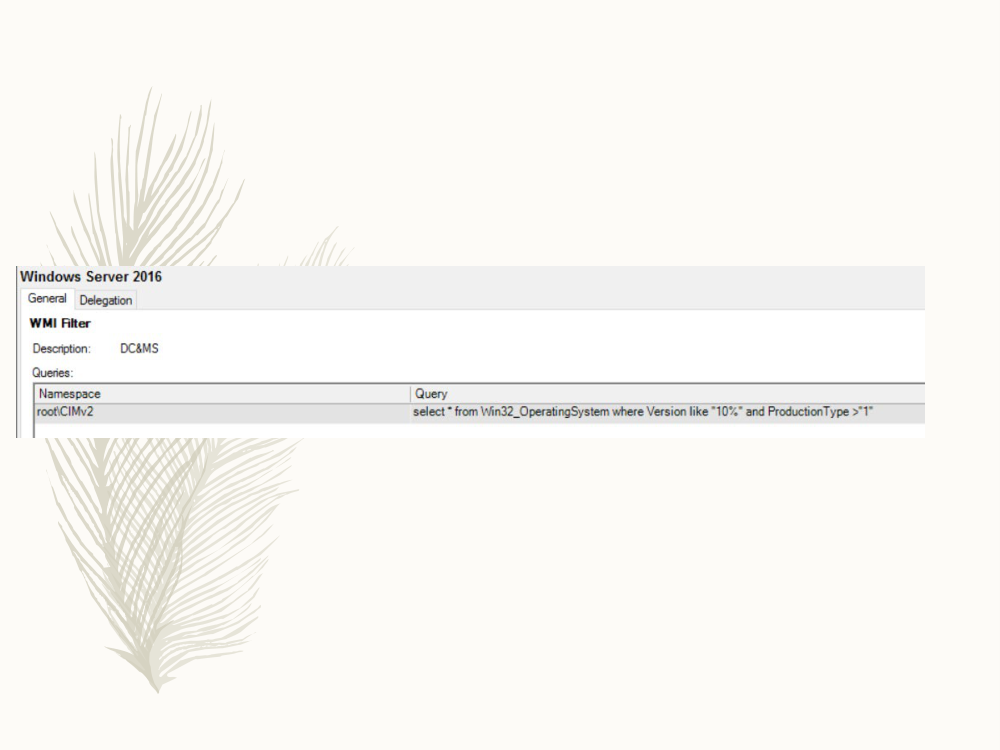 Windows Server 2016
General Delegation
WMI Filter
Description: DC&MS
Queries:
Namespace Query
root\CIMv2 select * from Win32_OperatingSystem where Version like "10%" and ProductionType >"1"